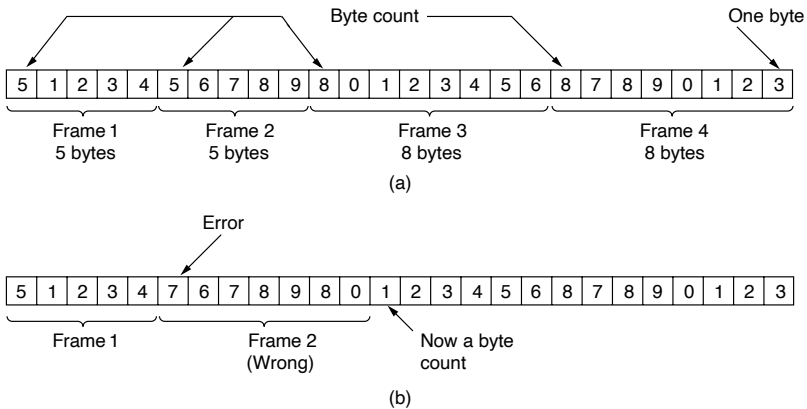 Byte count One byte
5 1 2 3 4 5 6 7 8 9 8 0 1 2 3 4 5 6 8 7 8 9 0 1 2 3
Frame 1 Frame 2 Frame 3 Frame 4
5 bytes 5 bytes 8 bytes 8 bytes
(a)
Error
5 1 2 3 4 7 6 7 8 9 8 0 1 2 3 4 5 6 8 7 8 9 0 1 2 3
Frame 1 Frame 2 Now a byte
(Wrong) count
(b)